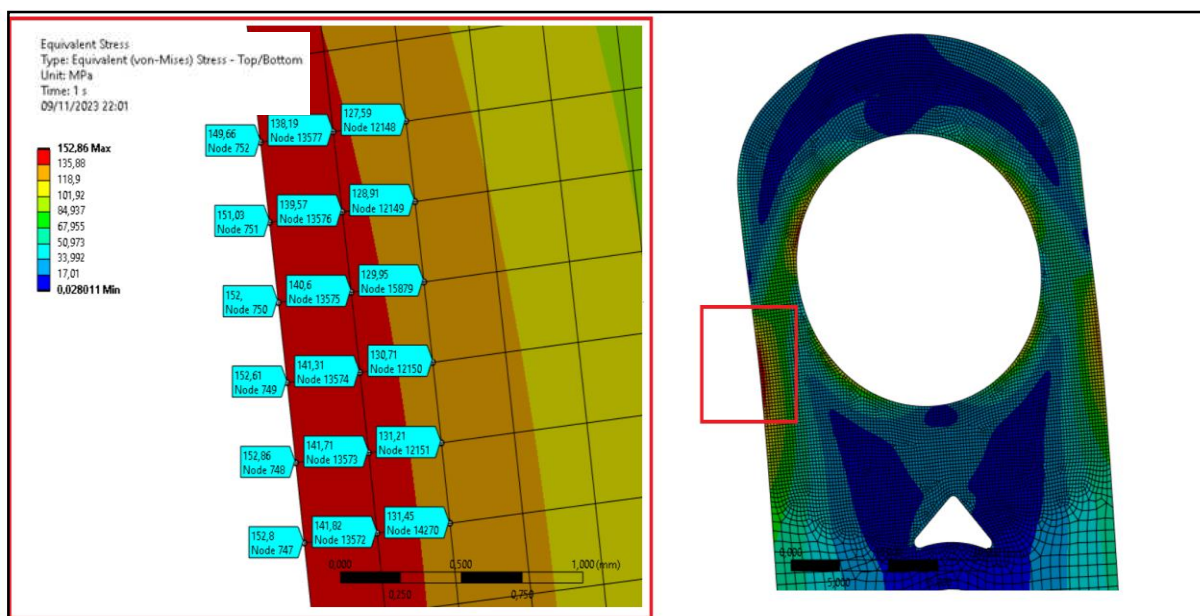 Equivalent Stress
Type: Equivalent (von-Mises) Stress - Top/Bottom
Unit: MPa
Time: 1 s
09/11/2023 22:01
152,86 Max
135,88
118,9
101,92
84,937
67,955
50,973
33,992
17,01
0,028011 Min
149,66
Node 752
138,19
Node 13577
127,59
Node 12148
151,03
Node 751
139,57
Node 13576
128,91
Node 12149
152,
Node 750
140,6
Node 13575
129,95
Node 15879
152,61
Node 749
141,31
Node 13574
130,71
Node 12150
152,86
Node 748
141,71
Node 13573
131,21
Node 12151
152,8
Node 747
141,82
Node 13572
131,45
Node 14270
0,000 0,500 1,000 (mm)
0,250 0,750